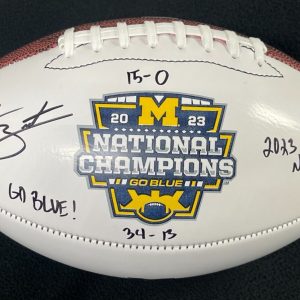 15-0
M
20 23
NATIONAL
CHAMPIONS
GO BLUE
2023
N
GO BLUE!
34-13